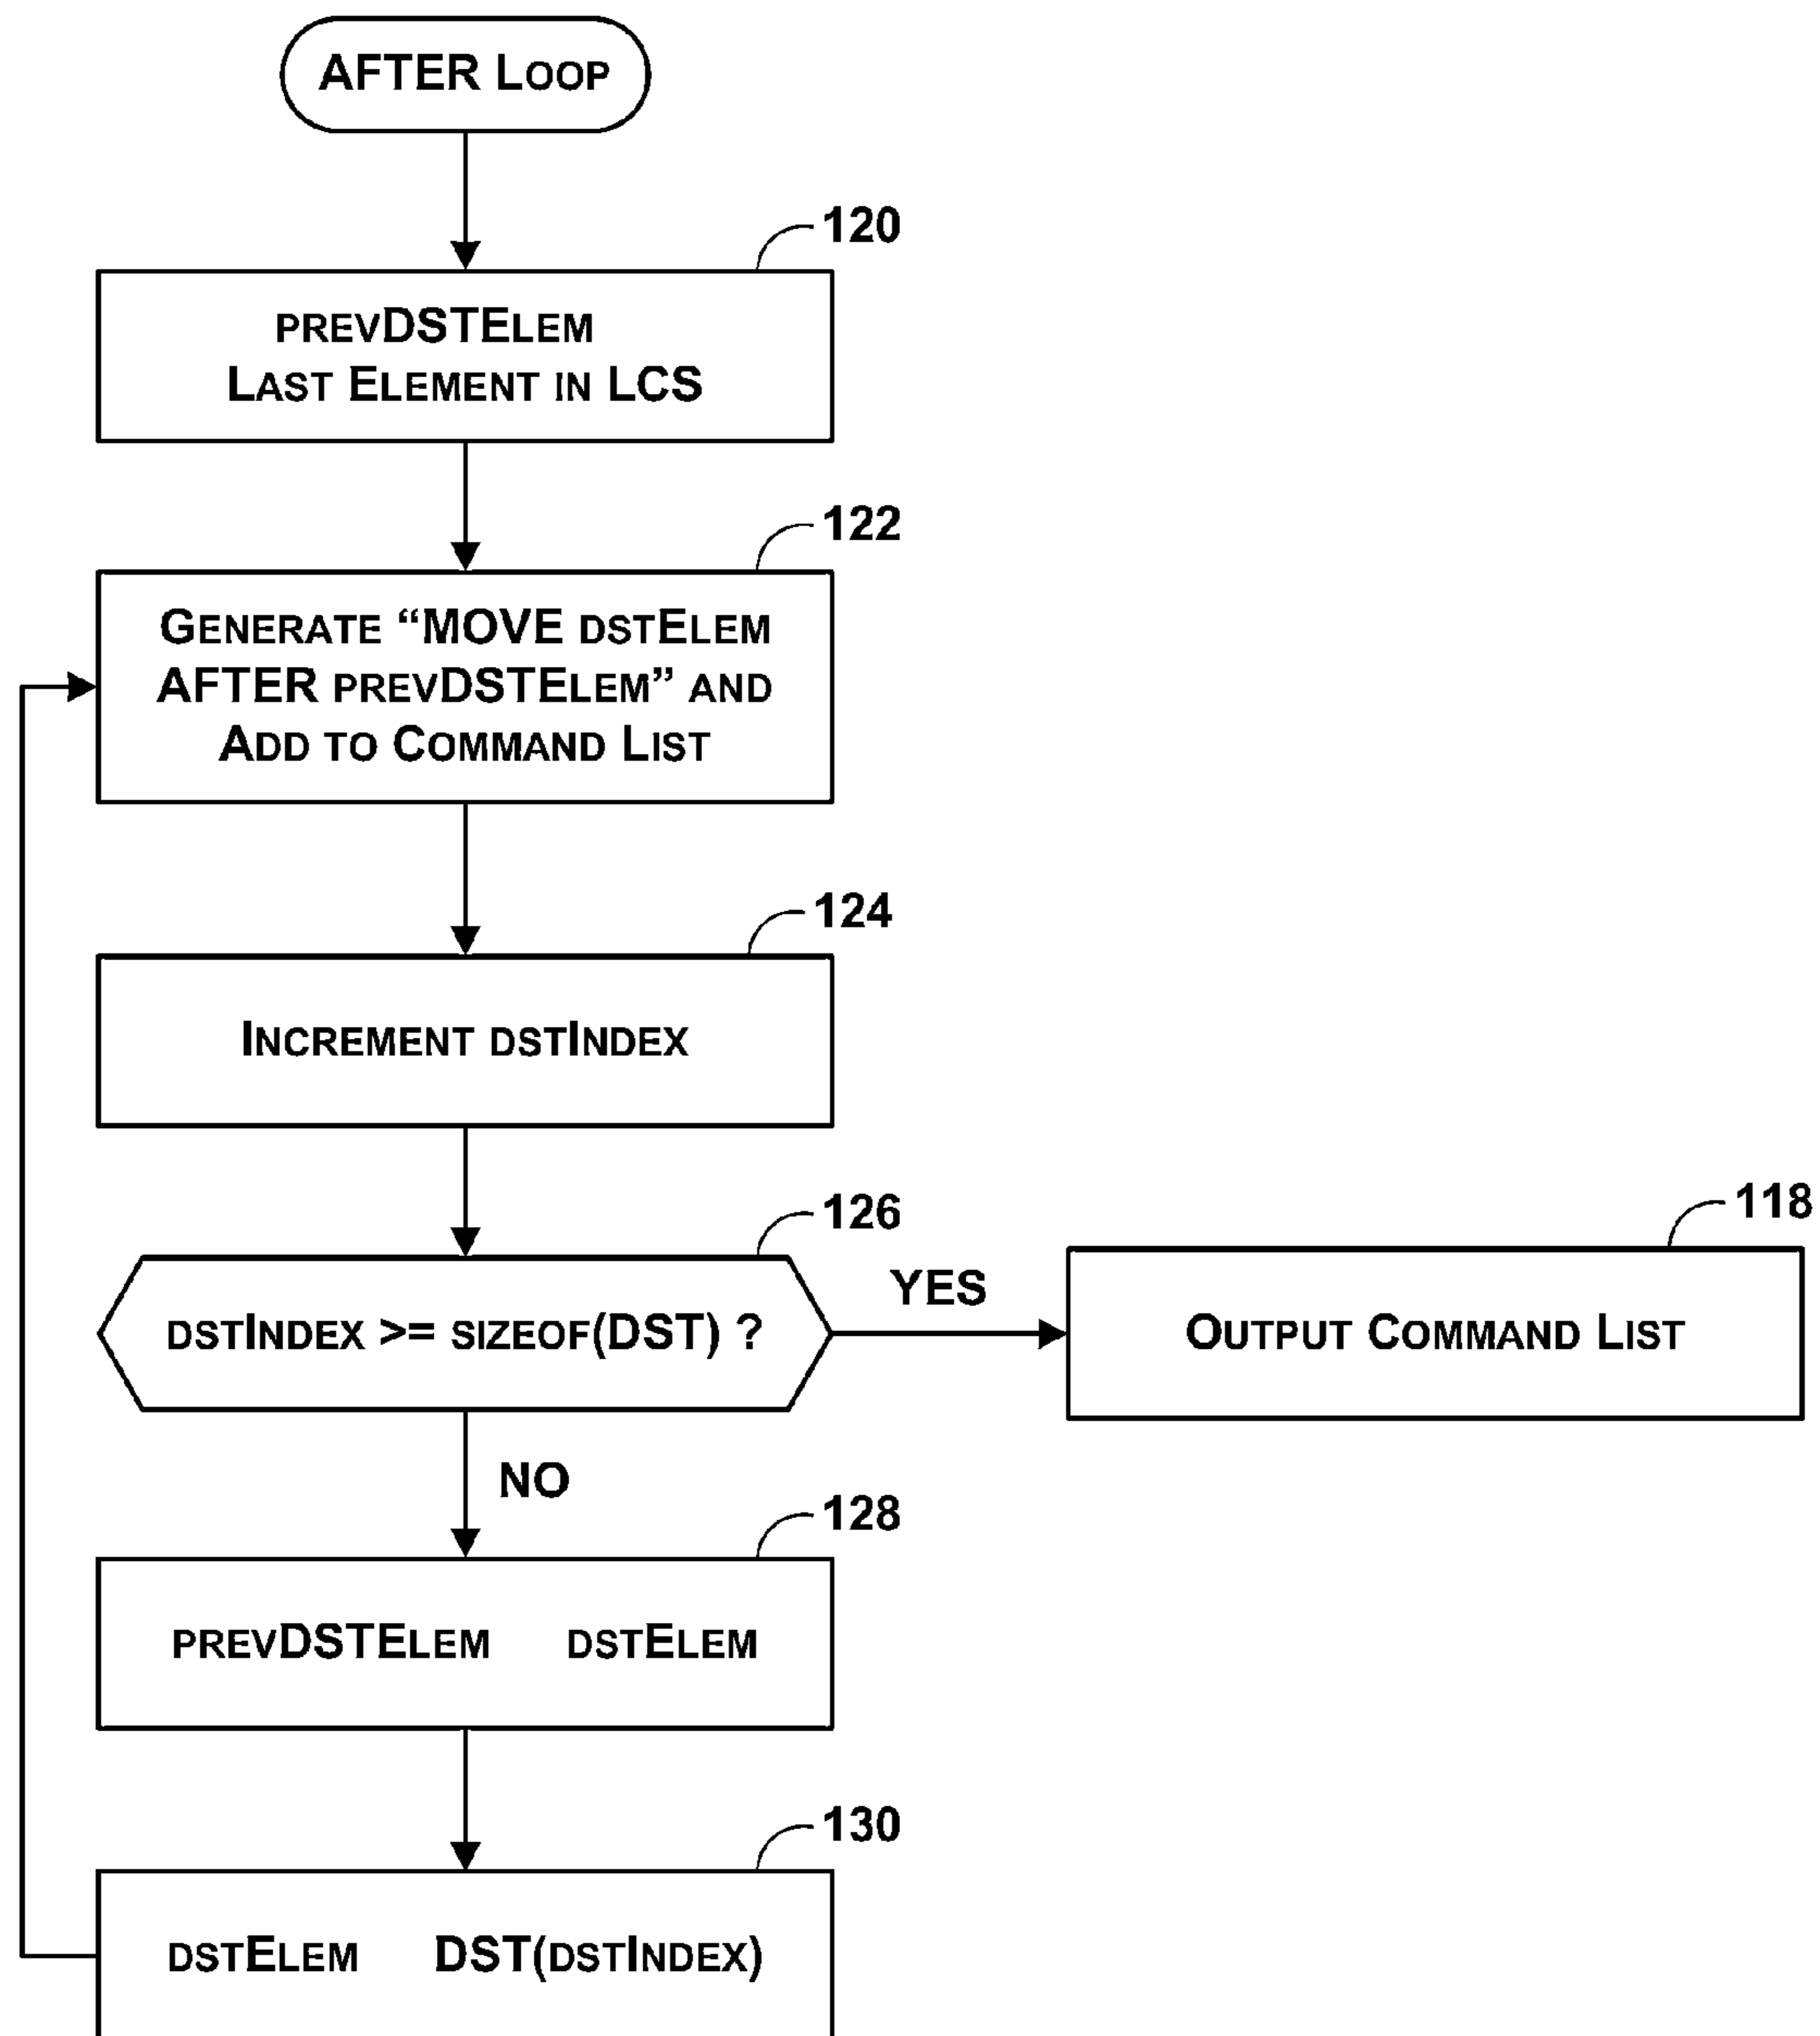 AFTER LOOP
120
PREVDSTELEM
LAST ELEMENT IN LCS
122
GENERATE “MOVE DSTELEM
AFTER PREVDSTELEM” AND
ADD TO COMMAND LIST
124
INCREMENT DSTINDEX
126
DSTINDEX >= SIZEOF(DST) ?
YES
118
OUTPUT COMMAND LIST
NO
128
PREVDSTELEM DSTELEM
130
DSTELEM DST(DSTINDEX)